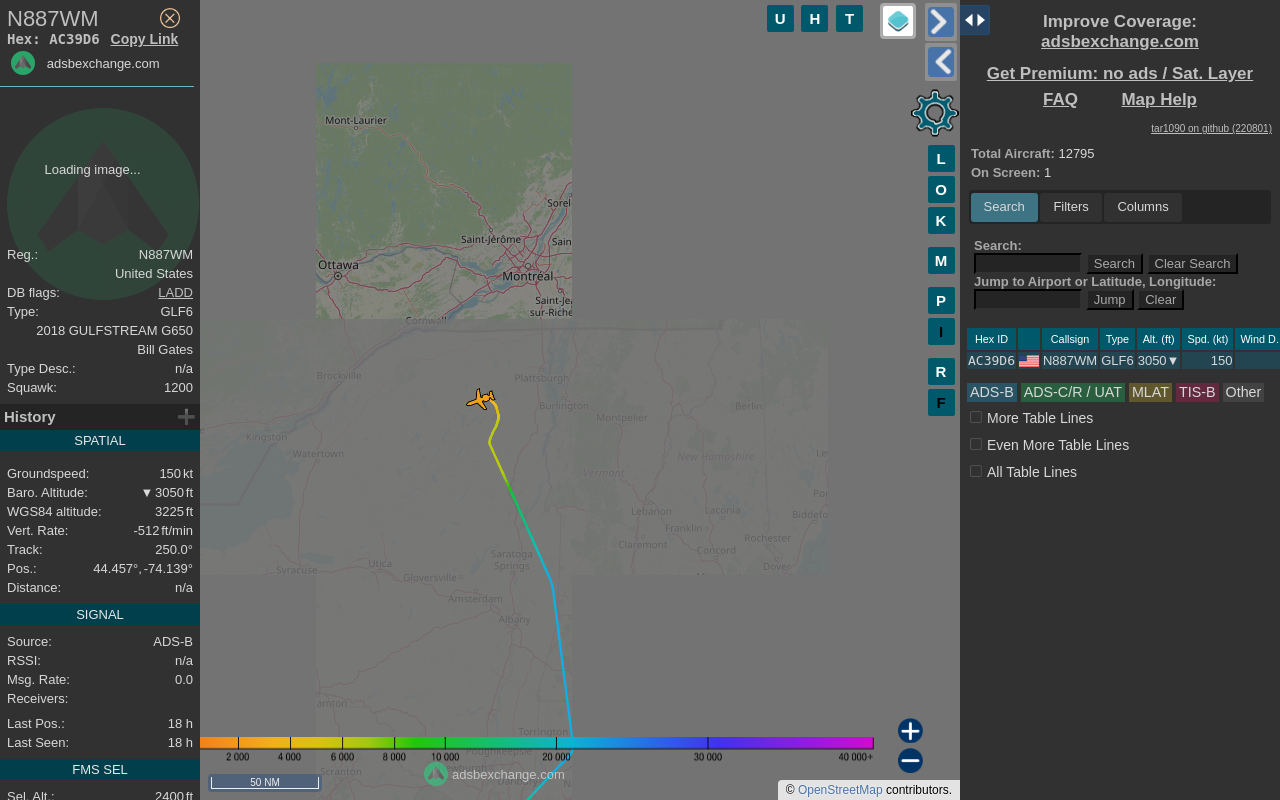 N887WM
Hex: AC39D6 Copy Link
adsbexchange.com
Loading image...
Reg.: N887WM
United States
DB flags: LADD
Type: GLF6
2018 GULFSTREAM G650
Bill Gates
Type Desc.: n/a
Squawk: 1200
History
SPATIAL
Groundspeed: 150 kt
Baro. Altitude: ▼ 3050 ft
WGS84 altitude: 3225 ft
Vert. Rate: -512 ft/min
Track: 250.0°
Pos.: 44.457°, -74.139°
Distance: n/a
SIGNAL
Source: ADS-B
RSSI: n/a
Msg. Rate: 0.0
Receivers:
Last Pos.: 18 h
Last Seen: 18 h
FMS SEL
Sel. Alt.: 2400 ft
U H T
L
O
K
M
P
I
R
F
Mont-Laurier
Sorel
Saint-Jérôme
Sain
Ottawa
Montréal
Saint-Je
sur-Riche
Cornwall
Brockville
Plattsburgh
Burlington
Montpelier
Berlin
Kingston
Watertown
Vermont
New Hampshire
Le
Po
Lebanon
Laconia
Biddefo
Franklin
Claremont
Concord
Rochester
Dover
Saratoga
Springs
Syracuse
Utica
Gloversville
Amsterdam
Albany
Torrington
Poughkeepsie
Scranton
Danbury
2 000 4 000 6 000 8 000 10 000 20 000 30 000 40 000+
50 NM
adsbexchange.com
© OpenStreetMap contributors.
Improve Coverage:
adsbexchange.com
Get Premium: no ads / Sat. Layer
FAQ Map Help
tar1090 on github (220801)
Total Aircraft: 12795
On Screen: 1
Search Filters Columns
Search:
Search Clear Search
Jump to Airport or Latitude, Longitude:
Jump Clear
Hex ID Callsign Type Alt. (ft) Spd. (kt) Wind D.
AC39D6 N887WM GLF6 3050▼ 150
ADS-B ADS-C/R / UAT MLAT TIS-B Other
More Table Lines
Even More Table Lines
All Table Lines